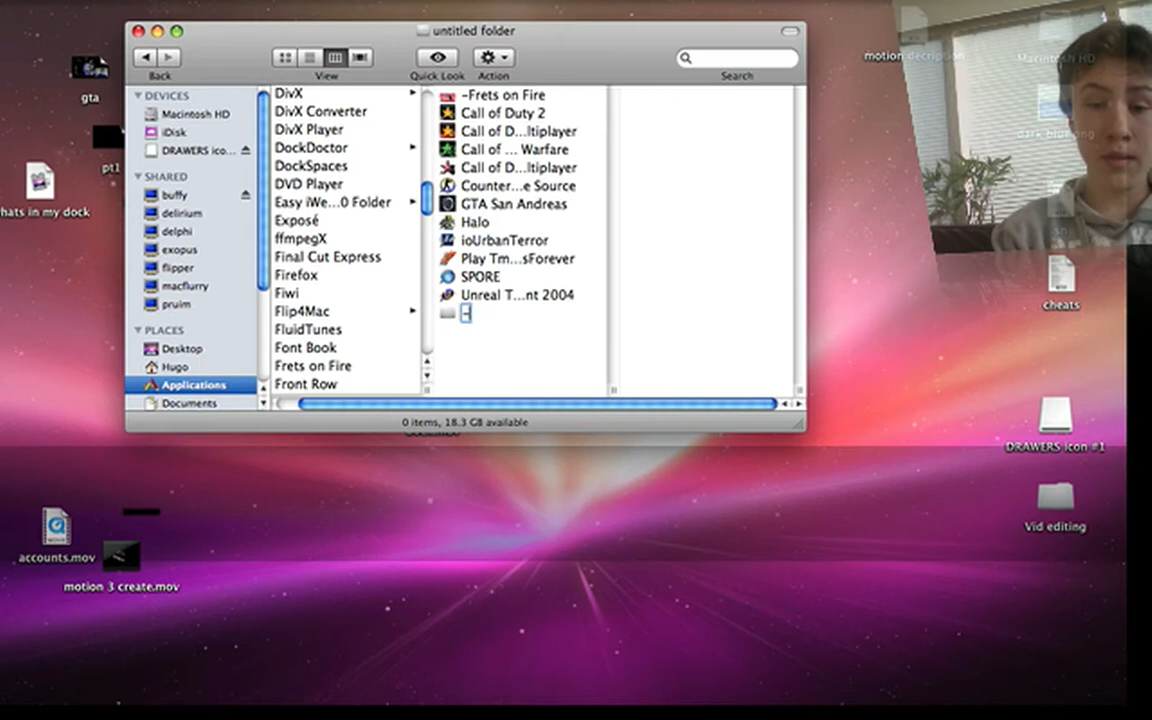 untitled folder
Back
View
Quick Look
Action
Search
DEVICES
Macintosh HD
iDisk
DRAWERS ico...
SHARED
buffy
delirium
delphi
exopus
flipper
macflurry
pruim
PLACES
Desktop
Hugo
Applications
Documents
DivX
DivX Converter
DivX Player
DockDoctor
DockSpaces
DVD Player
Easy iWe...0 Folder
Exposé
ffmpegX
Final Cut Express
Firefox
Fiwi
Flip4Mac
FluidTunes
Font Book
Frets on Fire
Front Row
-Frets on Fire
Call of Duty 2
Call of D...ltiplayer
Call of ... Warfare
Call of D...ltiplayer
Counter...e Source
GTA San Andreas
Halo
ioUrbanTerror
Play Tm...sForever
SPORE
Unreal T...nt 2004
-
0 items, 18.3 GB available
gta
pt1
hats in my dock
accounts.mov
motion 3 create.mov
motion decription
Macintosh HD
dark blur.png
cheats
DRAWERS icon #1
Vid editing